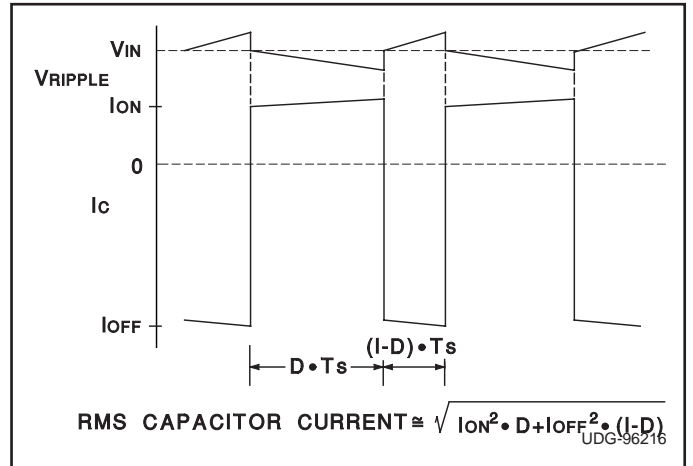 VIN
VRIPPLE
ION
0
IC
IOFF
(I-D)•TS
D•TS
RMS CAPACITOR CURRENT≅ √ ION²•D+IOFF²•(I-D)
UDG-96216